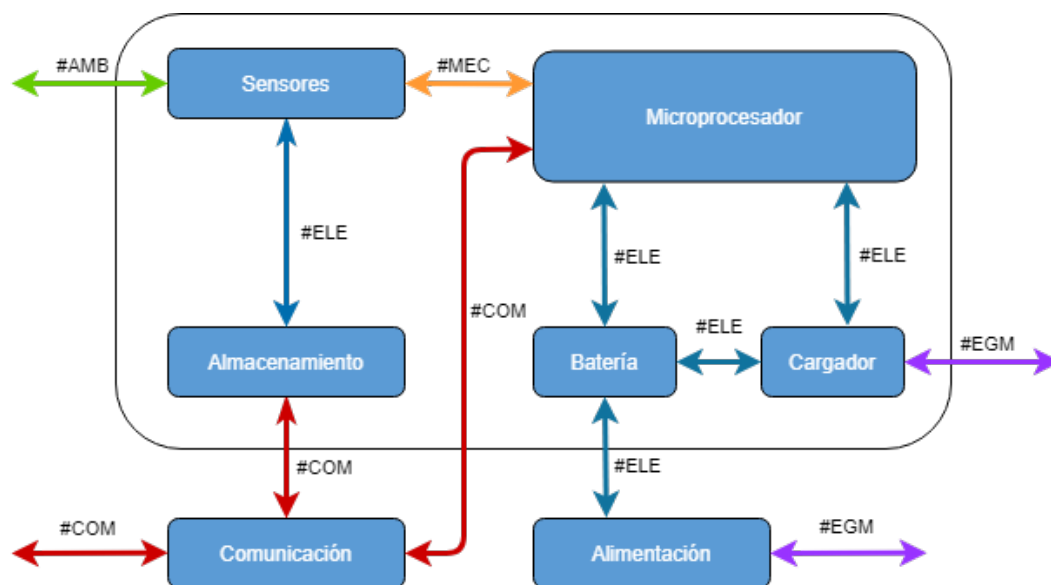 #AMB
Sensores
#MEC
Microprocesador
#ELE
#ELE
#ELE
#COM
#ELE
Almacenamiento
Batería
Cargador
#EGM
#COM
#ELE
#COM
Comunicación
Alimentación
#EGM